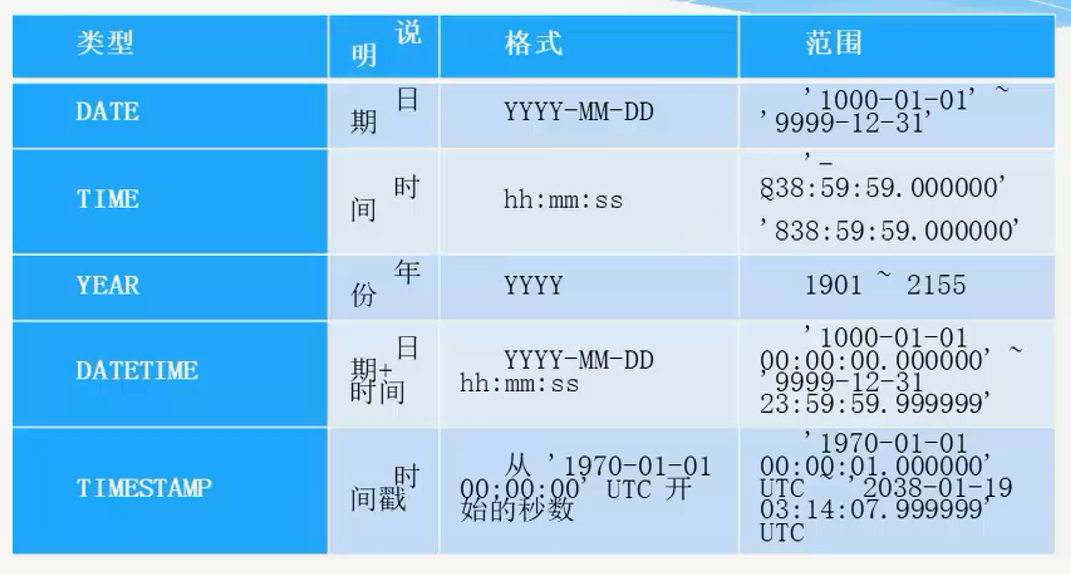 类型
说
明
格式
范围
DATE
日
期
YYYY-MM-DD
'1000-01-01' ~
'9999-12-31'
TIME
时
间
hh:mm:ss
'-
838:59:59.000000'
~
'838:59:59.000000'
YEAR
年
份
YYYY
1901 ~ 2155
DATETIME
日
期+
时间
YYYY-MM-DD
hh:mm:ss
'1000-01-01
00:00:00.000000' ~
'9999-12-31
23:59:59.999999'
TIMESTAMP
时
间戳
从 '1970-01-01
00:00:00' UTC 开
始的秒数
'1970-01-01
00:00:01.000000'
UTC ~ '2038-01-19
03:14:07.999999'
UTC